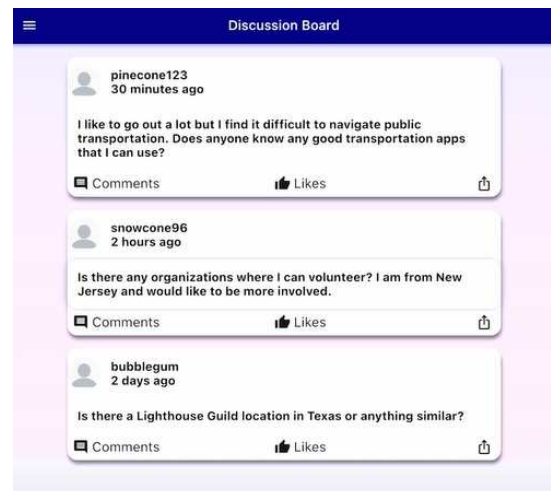 Discussion Board
pinecone123
30 minutes ago
I like to go out a lot but I find it difficult to navigate public
transportation. Does anyone know any good transportation apps
that I can use?
Comments
Likes
snowcone96
2 hours ago
Is there any organizations where I can volunteer? I am from New
Jersey and would like to be more involved.
Comments
Likes
bubblegum
2 days ago
Is there a Lighthouse Guild location in Texas or anything similar?
Comments
Likes